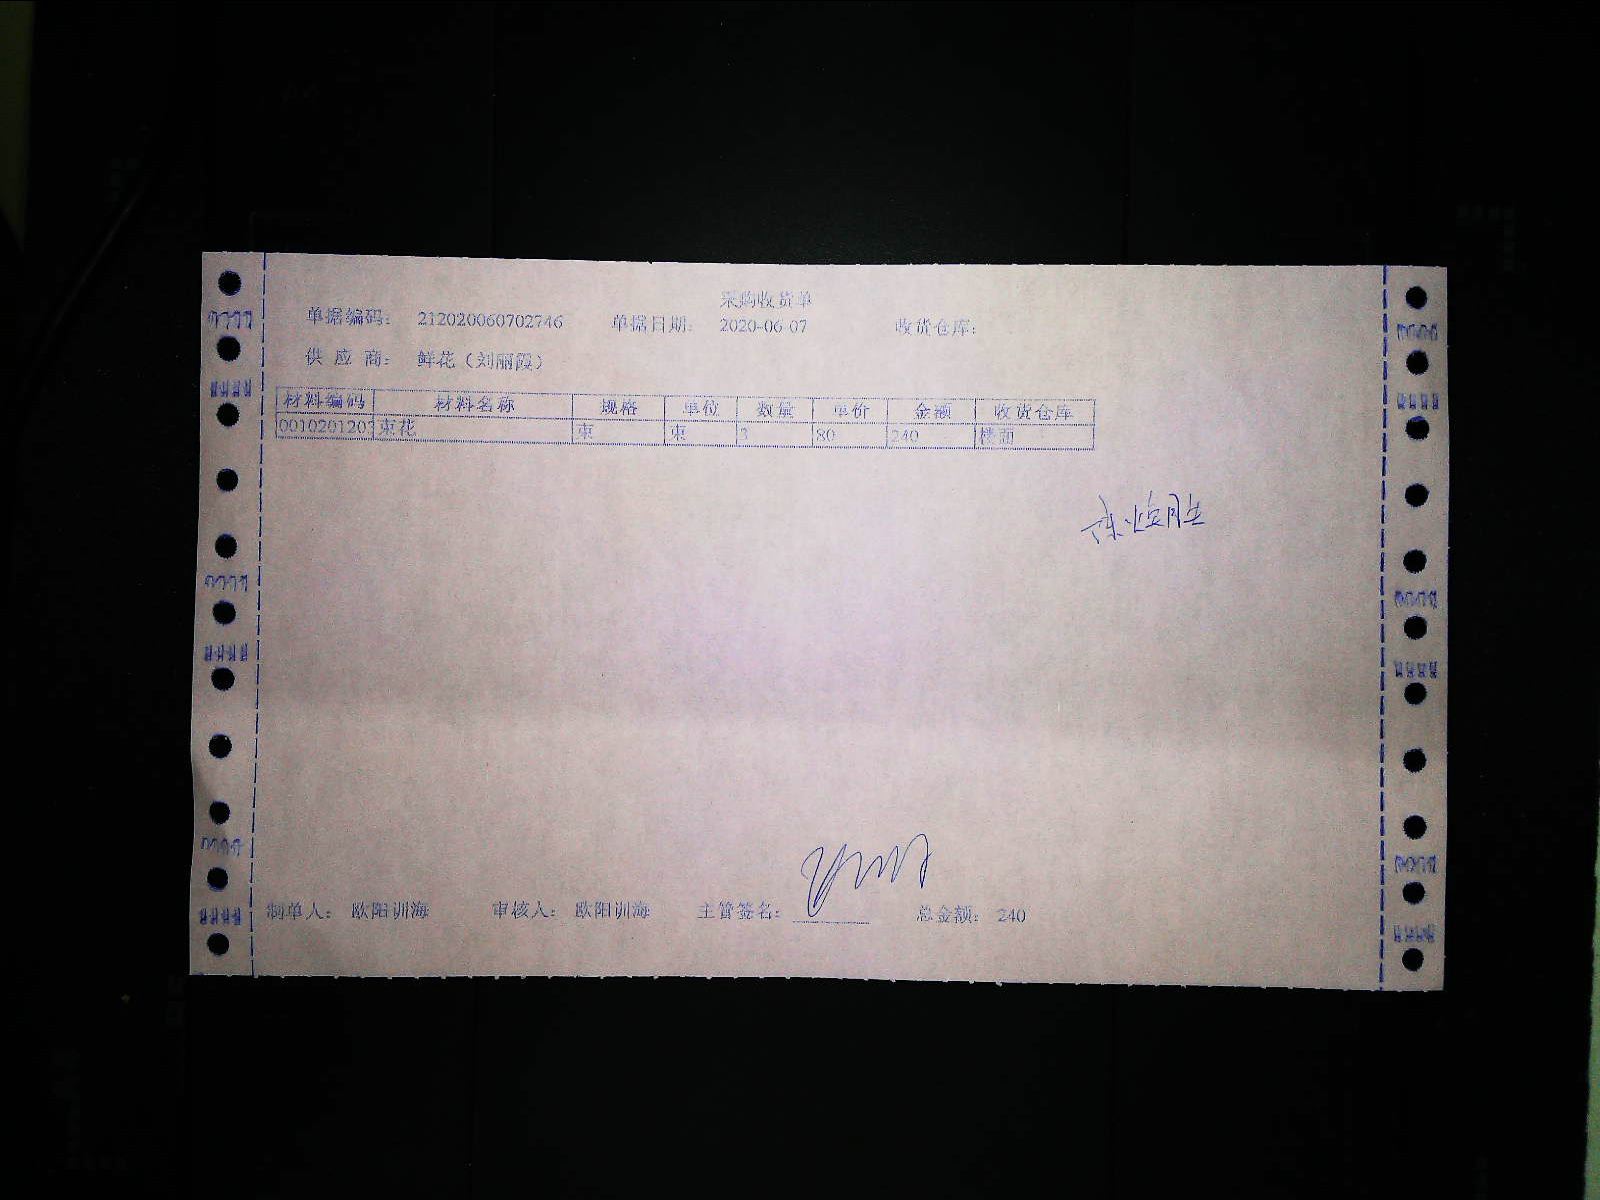 采购收货单
单据编码: 212020060702746 单据日期: 2020-06-07 收货仓库:
供应商: 鲜花(刘丽霞)
材料编码 材料名称 规格 单位 数量 单价 金额 收货仓库
0010201203 束花 束 束 3 80 240 楼面
制单人: 欧阳训海 审核人: 欧阳训海 主管签名: 总金额: 240